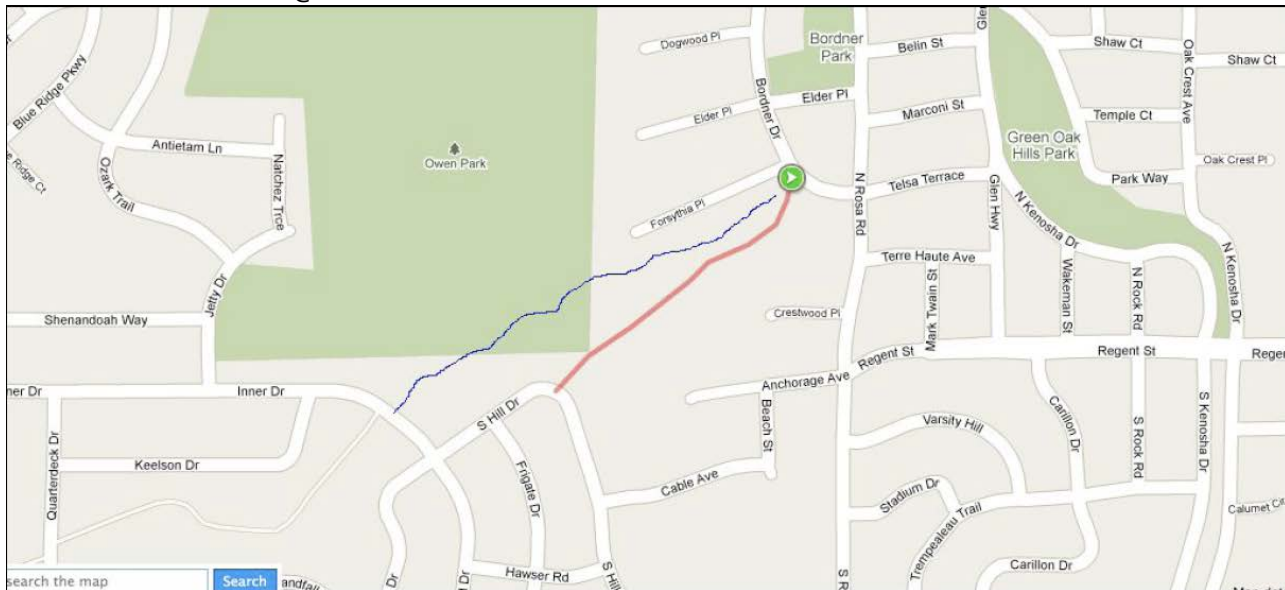 Dogwood Pl
Bordner
Park
Belin St
Shaw Ct
Oak Crest Ave
Shaw Ct
Blue Ridge Pkwy
Elder Pl
Elder Pl
Bordner Dr
Marconi St
Temple Ct
Antietam Ln
Natchez Trce
Owen Park
Green Oak
Hills Park
Oak Crest Pl
Ozark Trail
Forsythia Pl
N Rosa Rd
Telsa Terrace
Glen Hwy
Park Way
N Kenosha Dr
N Kenosha Dr
Jetty Dr
Terre Haute Ave
Mark Twain St
Wakeman St
N Rock Rd
Shenandoah Way
Crestwood Pl
Regent St
Regent St
Inner Dr
S Hill Dr
Anchorage Ave
Beach St
Varsity Hill
Carillon Dr
S Rock Rd
S Kenosha Dr
Quarterdeck Dr
Keelson Dr
Frigate Dr
Cable Ave
Stadium Dr
Trempealeau Trail
Carillon Dr
Hawser Rd
S Hill
search the map
Search